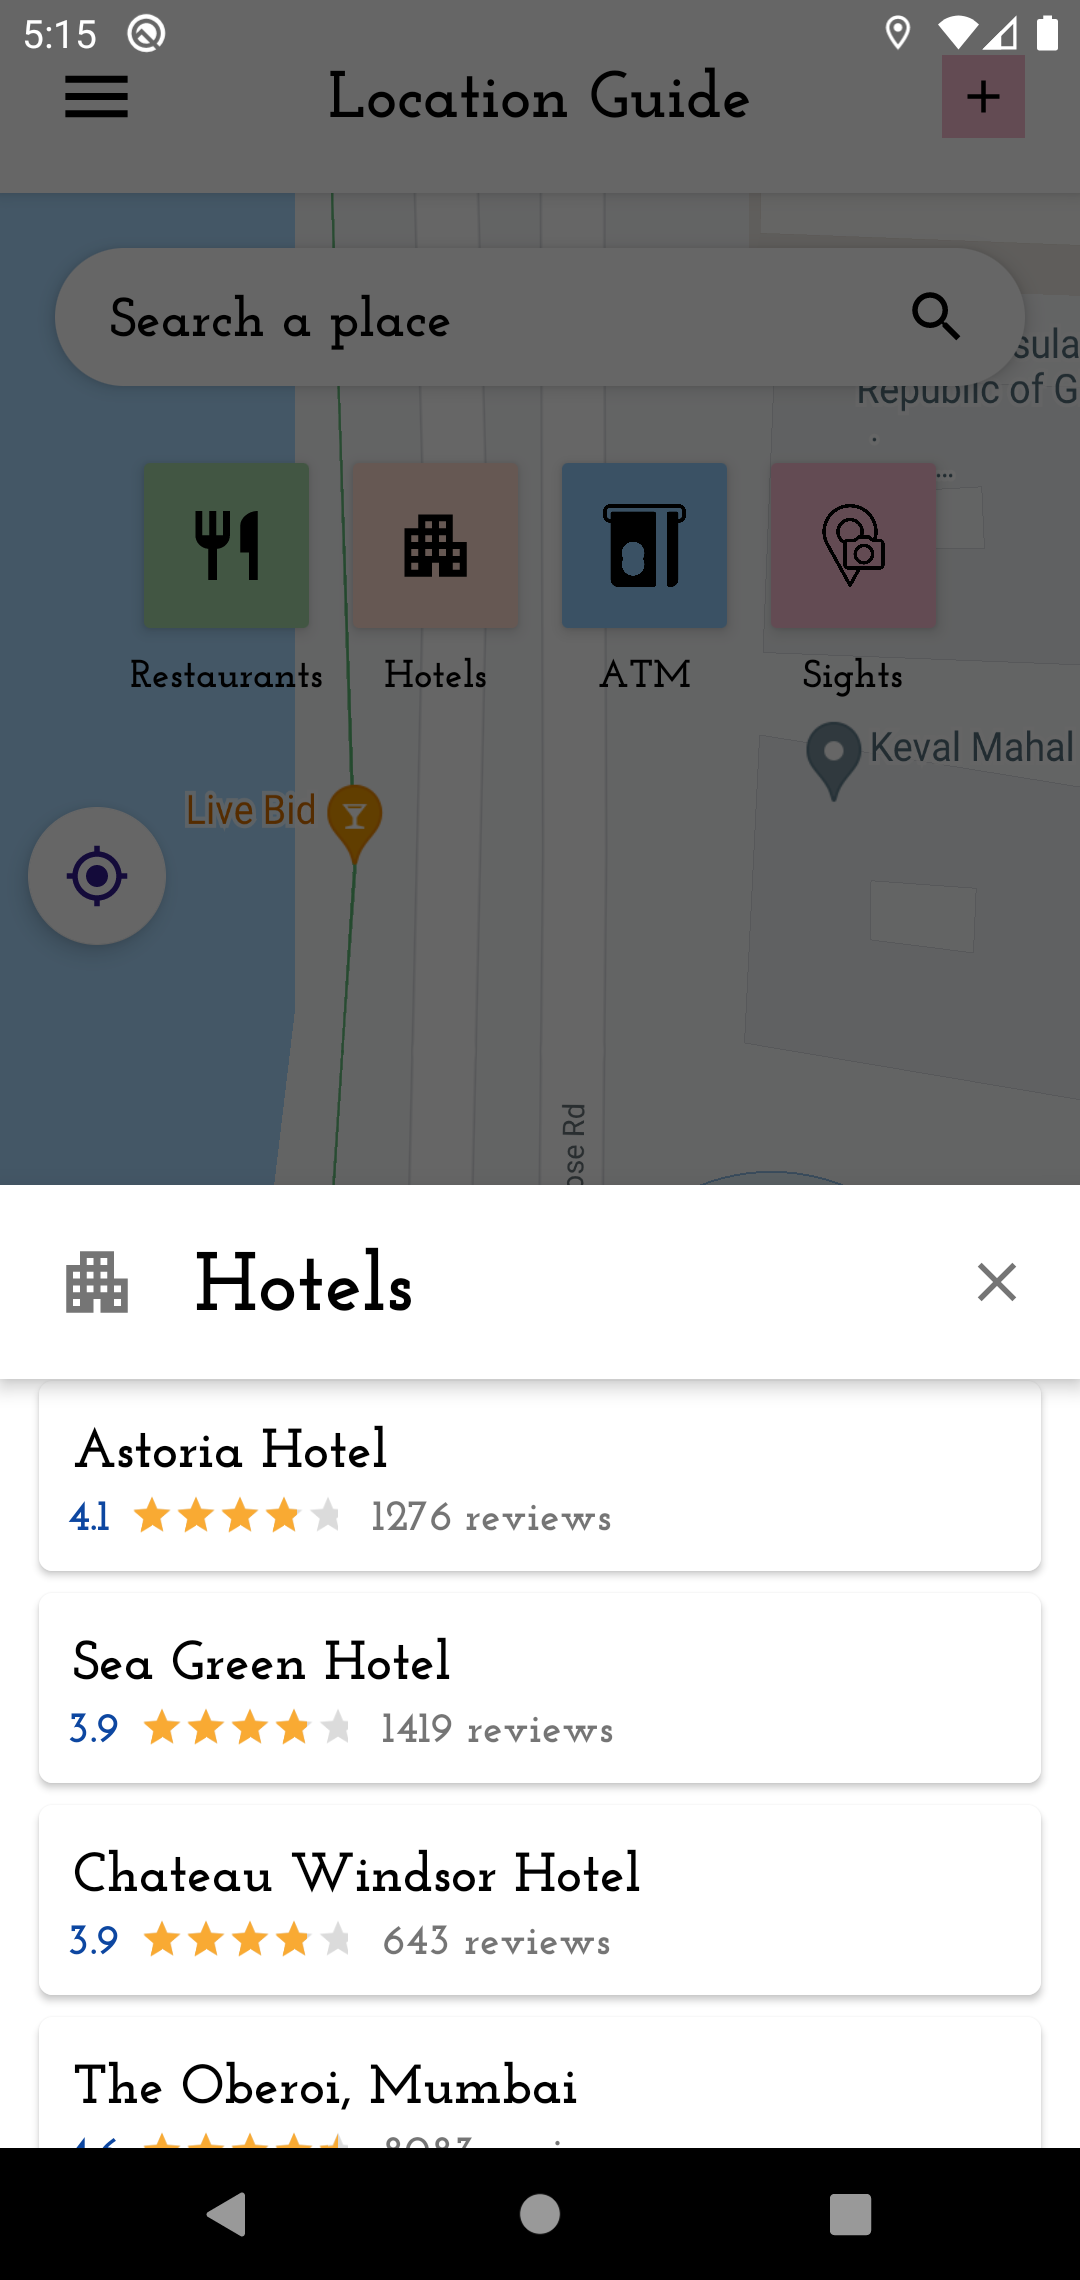 5:15
Location Guide
+
Search a place
sula
Republic of G
Restaurants
Hotels
ATM
Sights
Keval Mahal
Live Bid
ose Rd
Hotels
Astoria Hotel
4.1 1276 reviews
Sea Green Hotel
3.9 1419 reviews
Chateau Windsor Hotel
3.9 643 reviews
The Oberoi, Mumbai